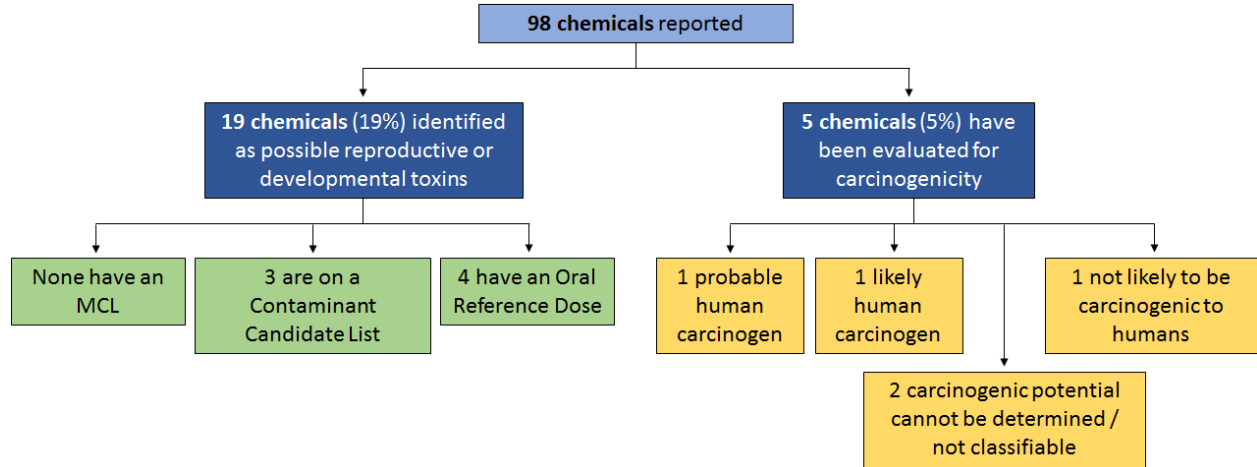 98 chemicals reported
19 chemicals (19%) identified
as possible reproductive or
developmental toxins
5 chemicals (5%) have
been evaluated for
carcinogenicity
None have an
MCL
3 are on a
Contaminant
Candidate List
4 have an Oral
Reference Dose
1 probable
human
carcinogen
1 likely
human
carcinogen
1 not likely to be
carcinogenic to
humans
2 carcinogenic potential
cannot be determined /
not classifiable